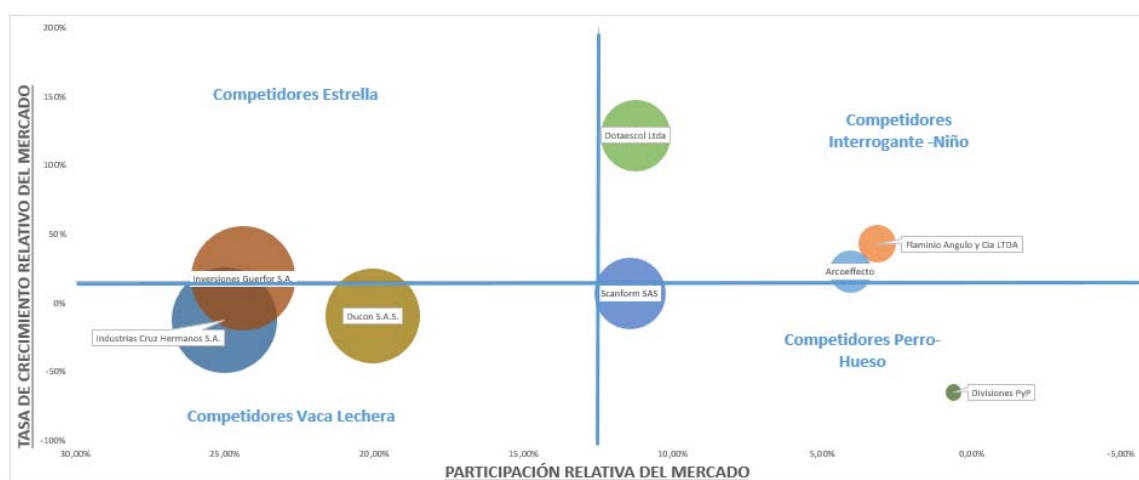 200%
150%
100%
50%
0%
-50%
-100%
TASA DE CRECIMIENTO RELATIVO DEL MERCADO
Competidores Estrella
Competidores
Interrogante -Niño
Dotaescol Ltda
Flaminio Angulo y Cia LTDA
Arcoeffecto
Inversiones Guerfor S.A.
Scanform SAS
Ducon S.A.S.
Industrias Cruz Hermanos S.A.
Competidores Perro-
Hueso
Divisiones PyP
Competidores Vaca Lechera
30,00%
25,00%
20,00%
10,00%
5,00%
0,00%
-5,00%
PARTICIPACIÓN RELATIVA DEL MERCADO